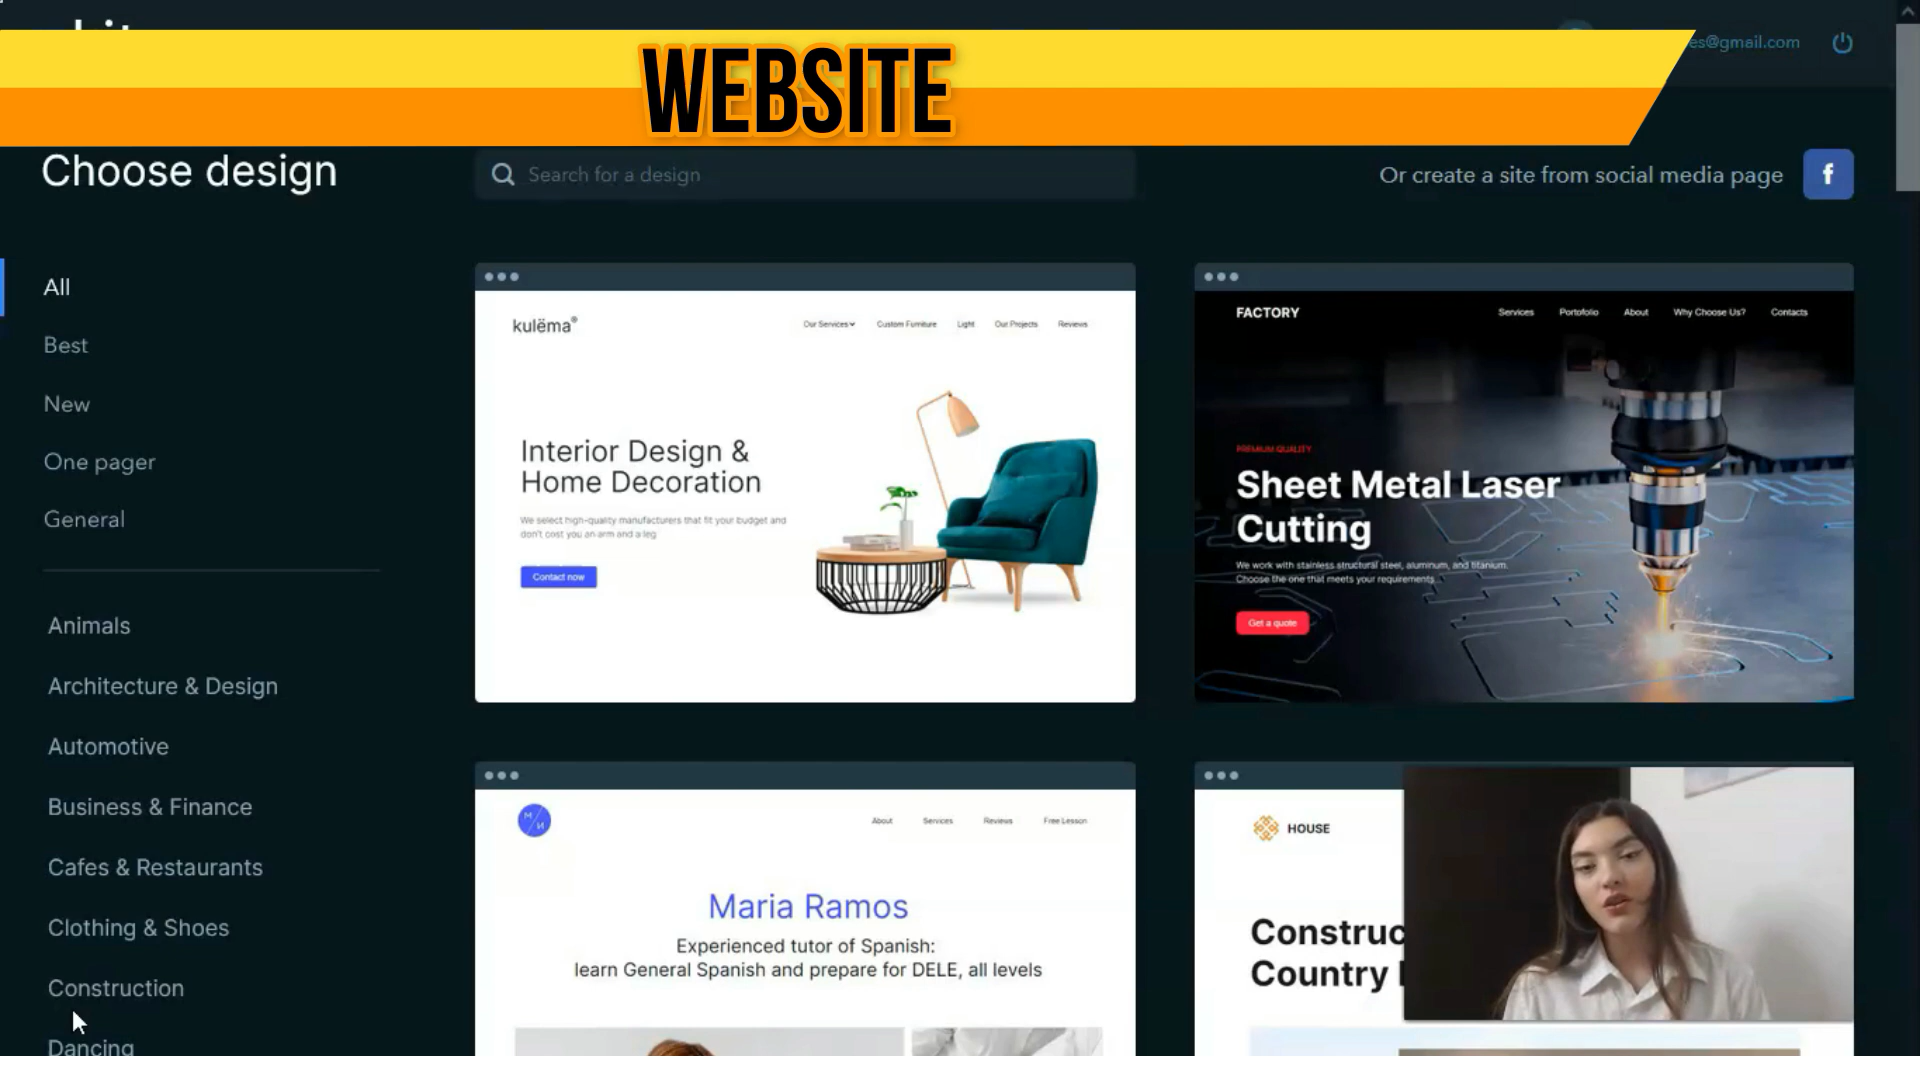 WEBSITE
es@gmail.com
Choose design
Search for a design
Or create a site from social media page
f
All
Best
New
One pager
General
Animals
Architecture & Design
Automotive
Business & Finance
Cafes & Restaurants
Clothing & Shoes
Construction
Dancing
kulëma®
Our Services
Custom Furniture
Light
Our Projects
Reviews
Interior Design &
Home Decoration
We select high-quality manufacturers that fit your budget and
don't cost you an arm and a leg
Contact now
FACTORY
Services
Portofolio
About
Why Choose Us?
Contacts
PREMIUM QUALITY
Sheet Metal Laser
Cutting
We work with stainless structural steel, aluminum, and titanium.
Choose the one that meets your requirements.
Get a quote
M
И
About
Services
Reviews
Free Lesson
Maria Ramos
Experienced tutor of Spanish:
learn General Spanish and prepare for DELE, all levels
HOUSE
Construc
Country